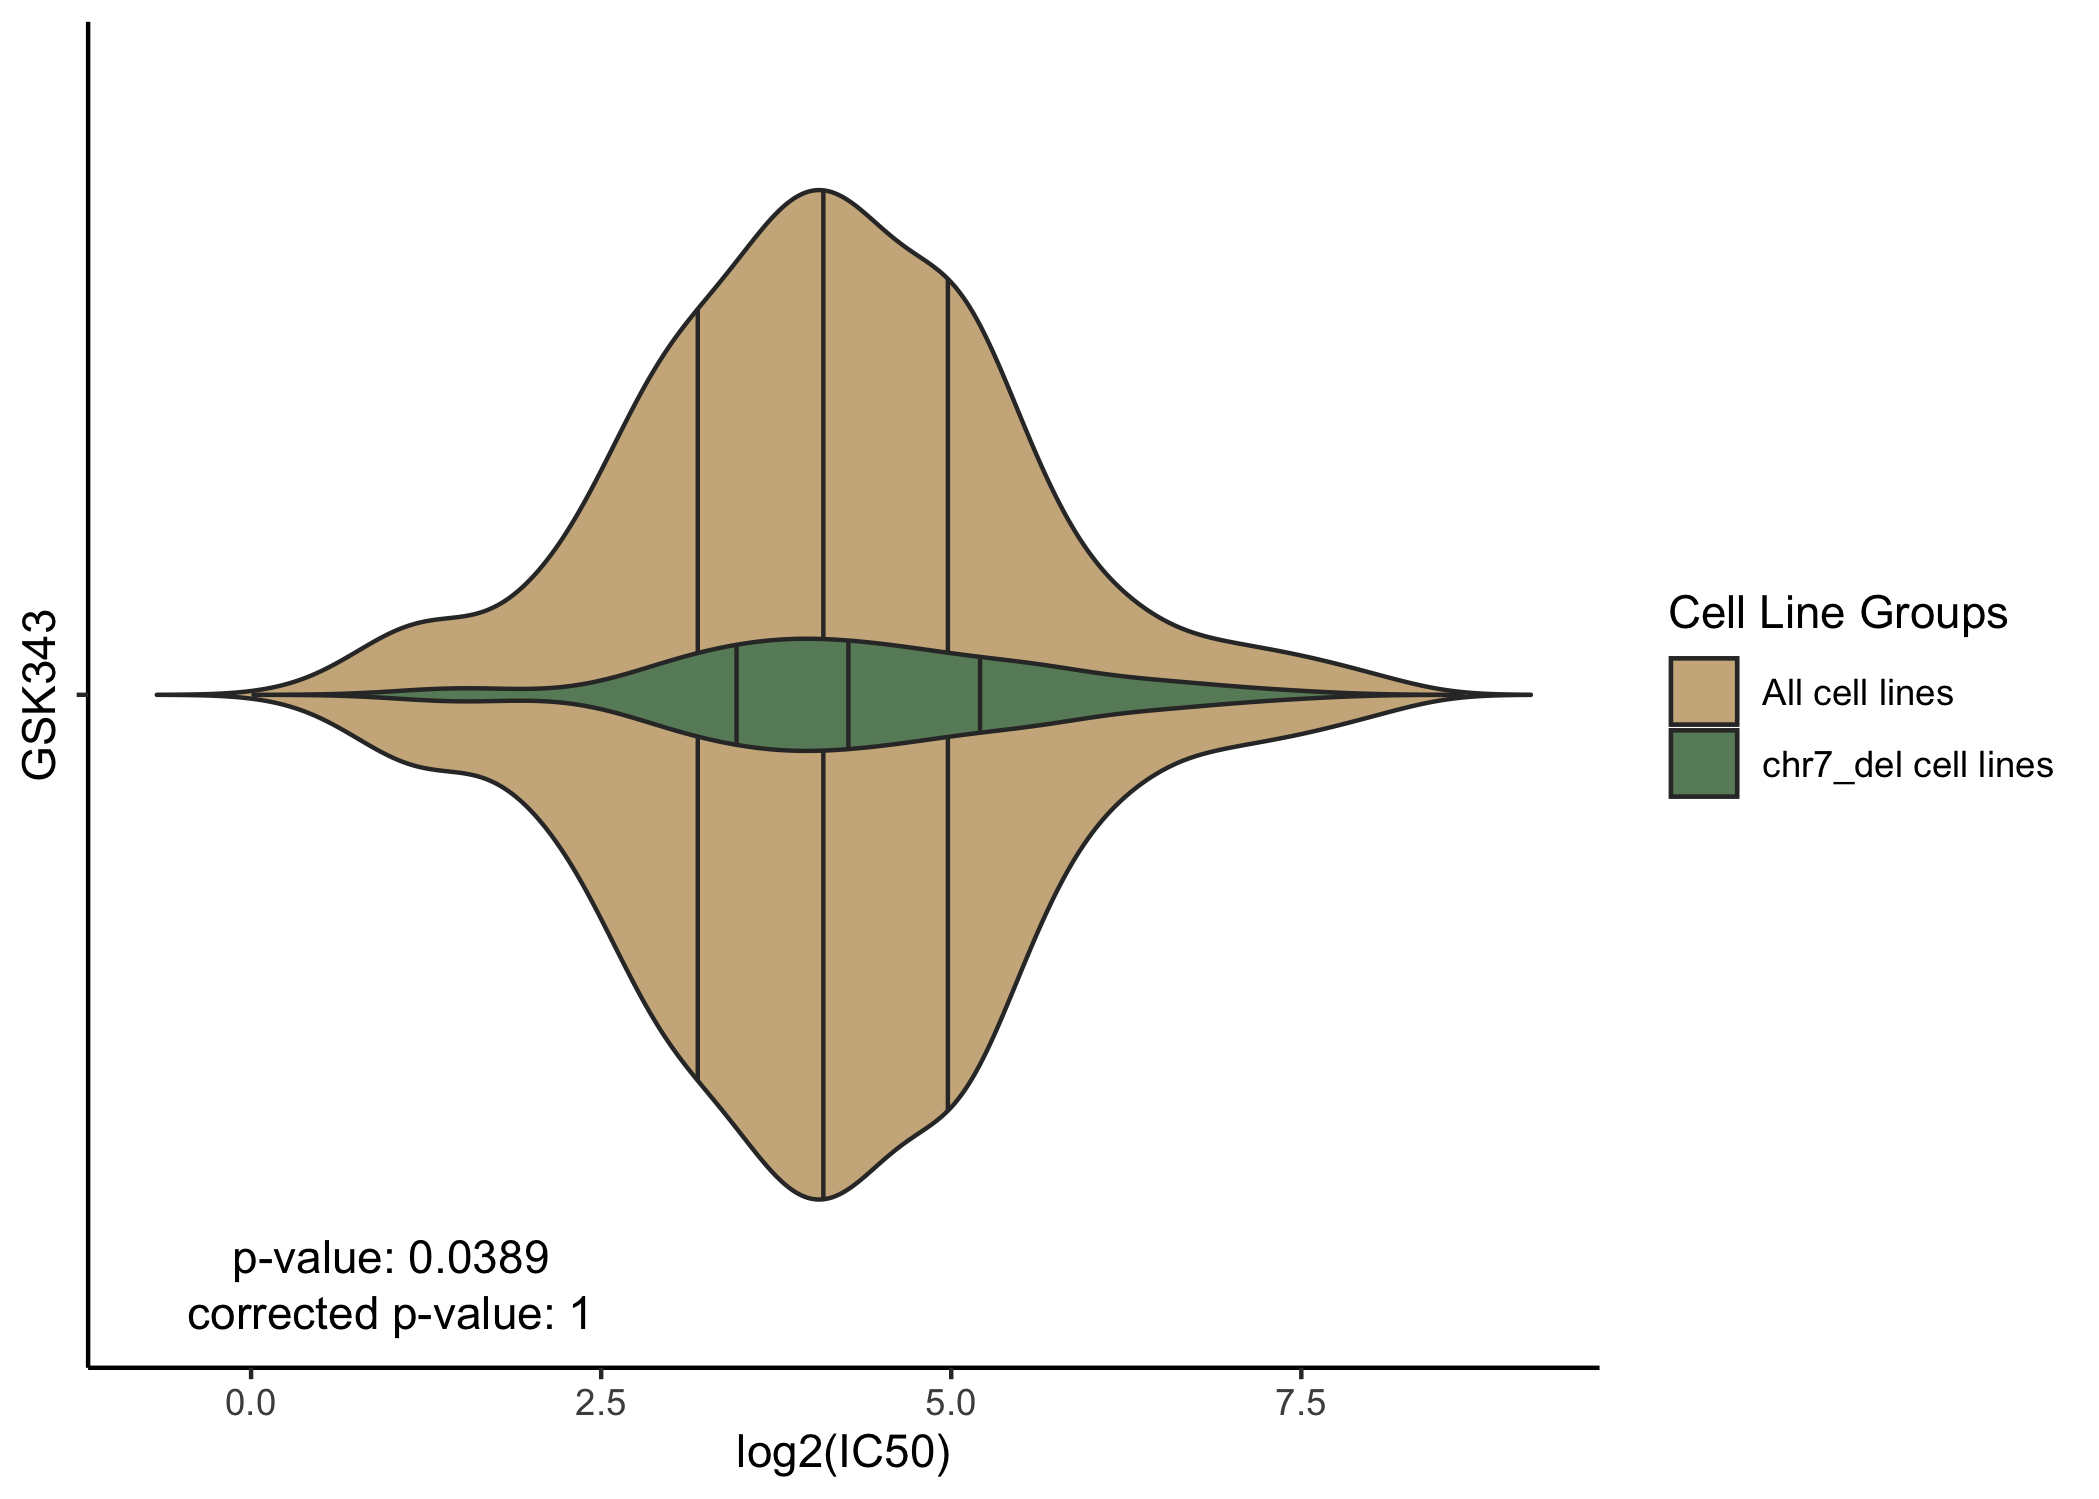 GSK343
p-value: 0.0389
corrected p-value: 1
0.0
2.5
5.0
7.5
log2(IC50)
Cell Line Groups
All cell lines
chr7_del cell lines